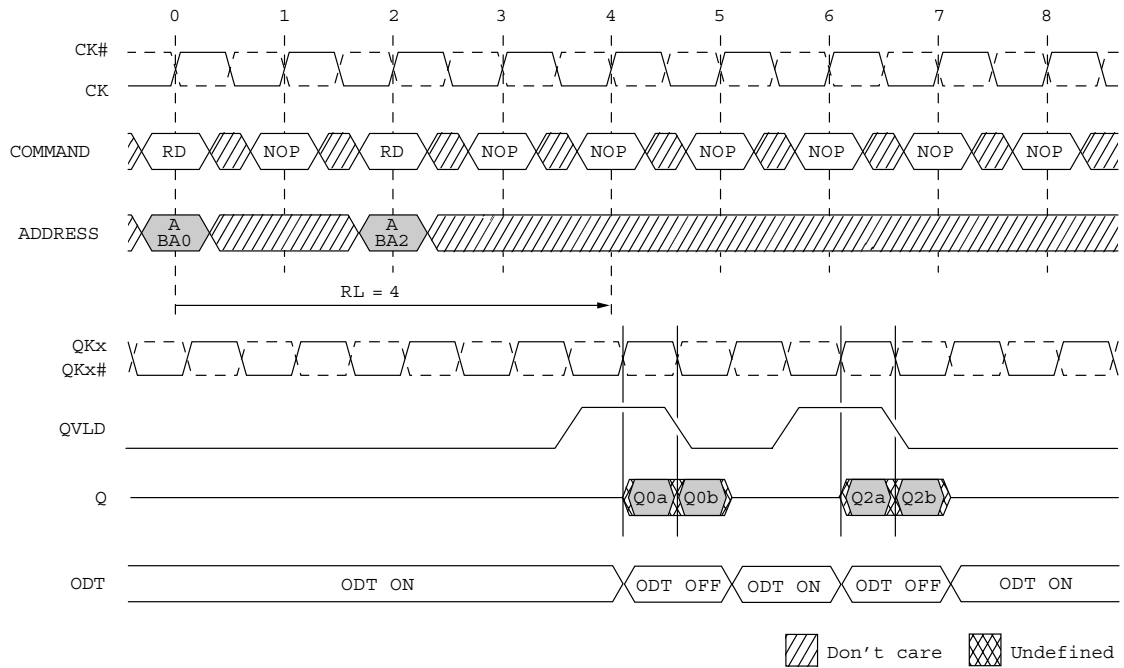 0 1 2 3 4 5 6 7 8
CK#
CK
COMMAND RD NOP RD NOP NOP NOP NOP NOP NOP
ADDRESS A BA0 A BA2
RL = 4
QKx
QKx#
QVLD
Q Q0a Q0b Q2a Q2b
ODT ODT ON ODT OFF ODT ON ODT OFF ODT ON
Don't care Undefined